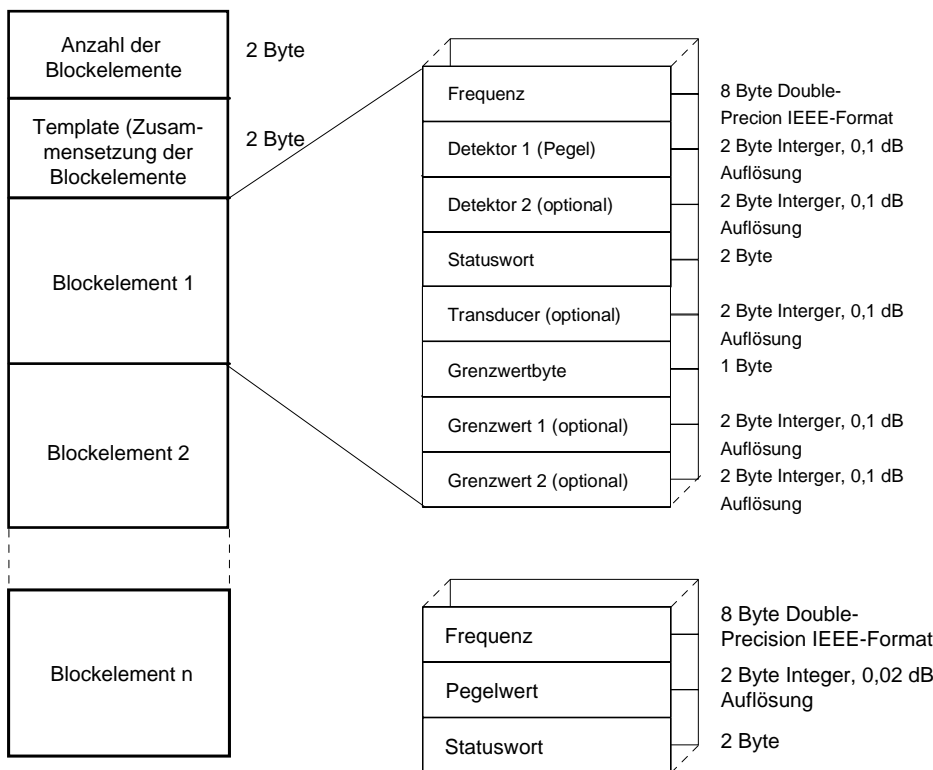 Anzahl der
Blockelemente
2 Byte
Template (Zusam-
mensetzung der
Blockelemente
2 Byte
Blockelement 1
Blockelement 2
Blockelement n
Frequenz
8 Byte Double-
Precion IEEE-Format
Detektor 1 (Pegel)
2 Byte Interger, 0,1 dB
Auflösung
Detektor 2 (optional)
2 Byte Interger, 0,1 dB
Auflösung
Statuswort
2 Byte
Transducer (optional)
2 Byte Interger, 0,1 dB
Auflösung
Grenzwertbyte
1 Byte
Grenzwert 1 (optional)
2 Byte Interger, 0,1 dB
Auflösung
Grenzwert 2 (optional)
2 Byte Interger, 0,1 dB
Auflösung
Frequenz
8 Byte Double-
Precision IEEE-Format
Pegelwert
2 Byte Integer, 0,02 dB
Auflösung
Statuswort
2 Byte